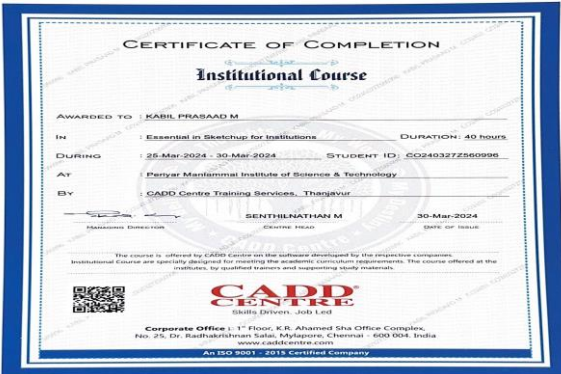 CERTIFICATE OF COMPLETION
Institutional Course
AWARDED TO : KABIL PRASAAD M
IN : Essential in Sketchup for Institutions DURATION: 40 hours
DURING : 25-Mar-2024 - 30-Mar-2024 STUDENT ID: CO240327Z560996
AT : Periyar Maniammai Institute of Science & Technology
BY : CADD Centre Training Services, Thanjavur
SENTHILNATHAN M 30-Mar-2024
MANAGING DIRECTOR CENTRE HEAD DATE OF ISSUE
The course is offered by CADD Centre on the software developed by the respective companies
Institutional Course are specially designed for meeting the academic curriculum requirements. The course offered at the
institutes, by qualified trainers and supporting study materials.
CADD
CENTRE
Skills Driven. Job Led
Corporate Office : 1st Floor, K.R. Ahamed Sha Office Complex,
No. 25, Dr. Radhakrishnan Salai, Mylapore, Chennai - 600 004. India
www.caddcentre.com
An ISO 9001 - 2015 Certified Company